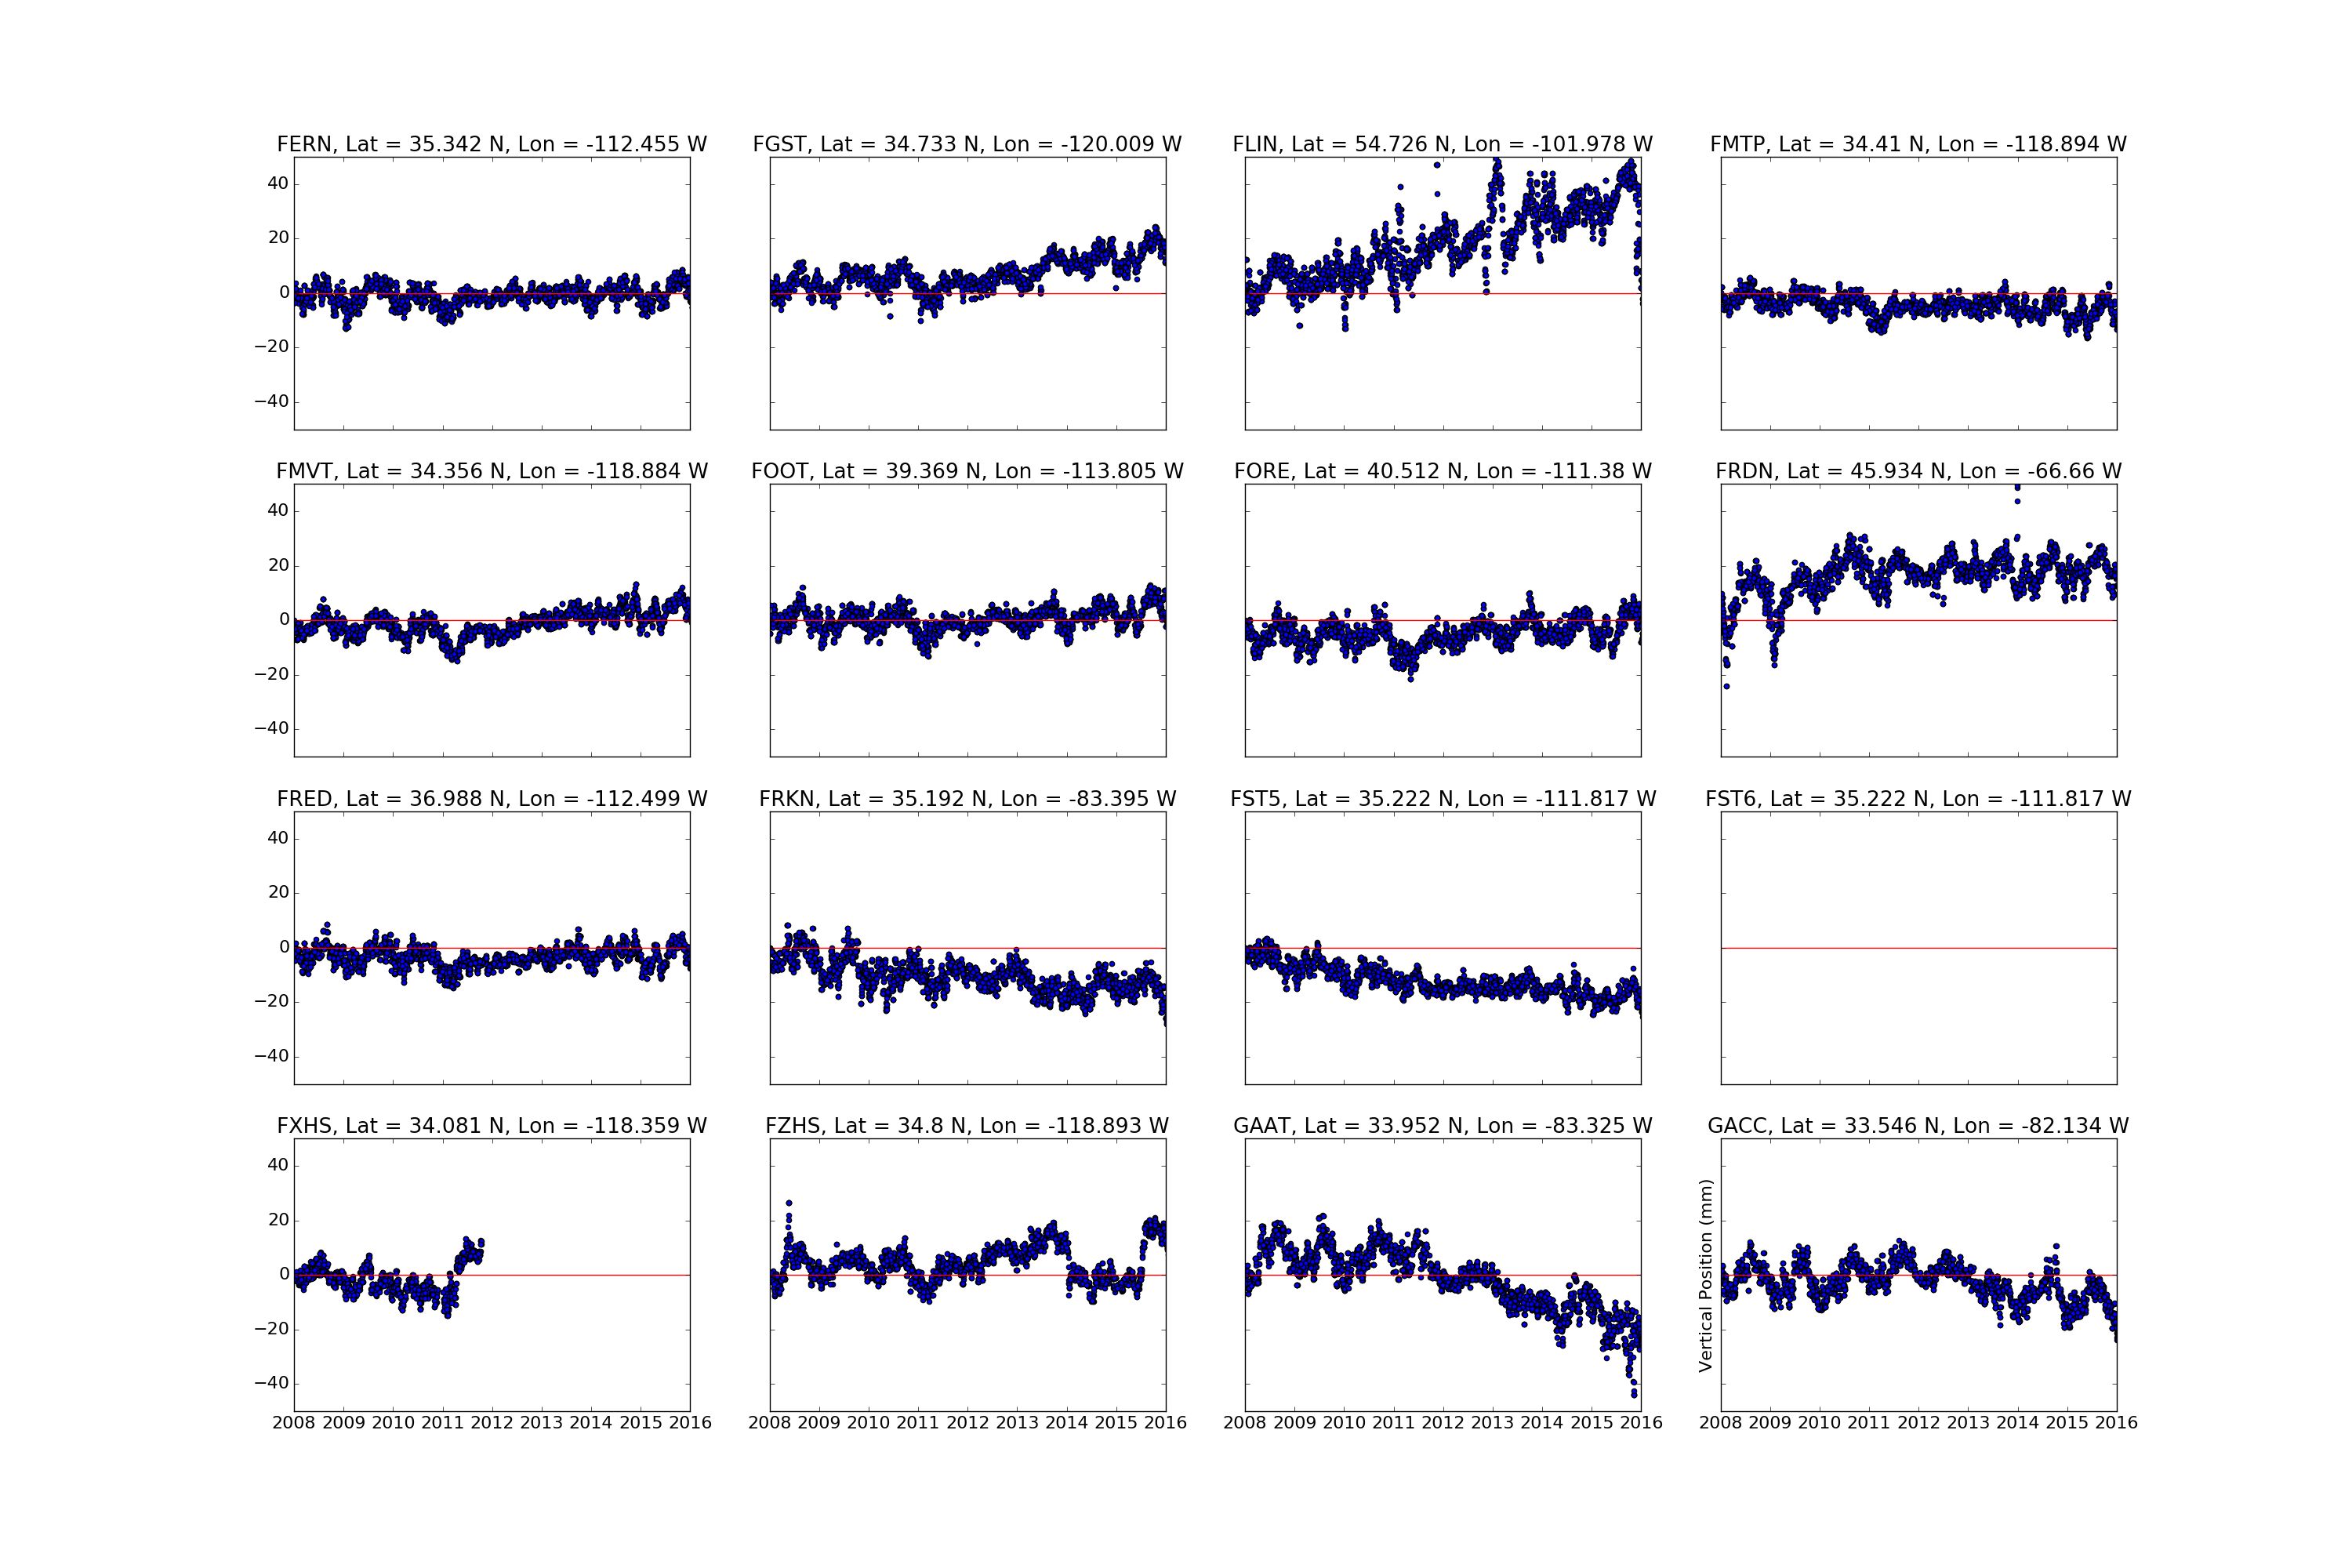 FERN, Lat = 35.342 N, Lon = -112.455 W
FGST, Lat = 34.733 N, Lon = -120.009 W
FLIN, Lat = 54.726 N, Lon = -101.978 W
FMTP, Lat = 34.41 N, Lon = -118.894 W
40
20
0
−20
−40
FMVT, Lat = 34.356 N, Lon = -118.884 W
FOOT, Lat = 39.369 N, Lon = -113.805 W
FORE, Lat = 40.512 N, Lon = -111.38 W
FRDN, Lat = 45.934 N, Lon = -66.66 W
40
20
0
−20
−40
FRED, Lat = 36.988 N, Lon = -112.499 W
FRKN, Lat = 35.192 N, Lon = -83.395 W
FST5, Lat = 35.222 N, Lon = -111.817 W
FST6, Lat = 35.222 N, Lon = -111.817 W
40
20
0
−20
−40
FXHS, Lat = 34.081 N, Lon = -118.359 W
FZHS, Lat = 34.8 N, Lon = -118.893 W
GAAT, Lat = 33.952 N, Lon = -83.325 W
GACC, Lat = 33.546 N, Lon = -82.134 W
40
20
0
−20
−40
Vertical Position (mm)
2008 2009 2010 2011 2012 2013 2014 2015 2016
2008 2009 2010 2011 2012 2013 2014 2015 2016
2008 2009 2010 2011 2012 2013 2014 2015 2016
2008 2009 2010 2011 2012 2013 2014 2015 2016